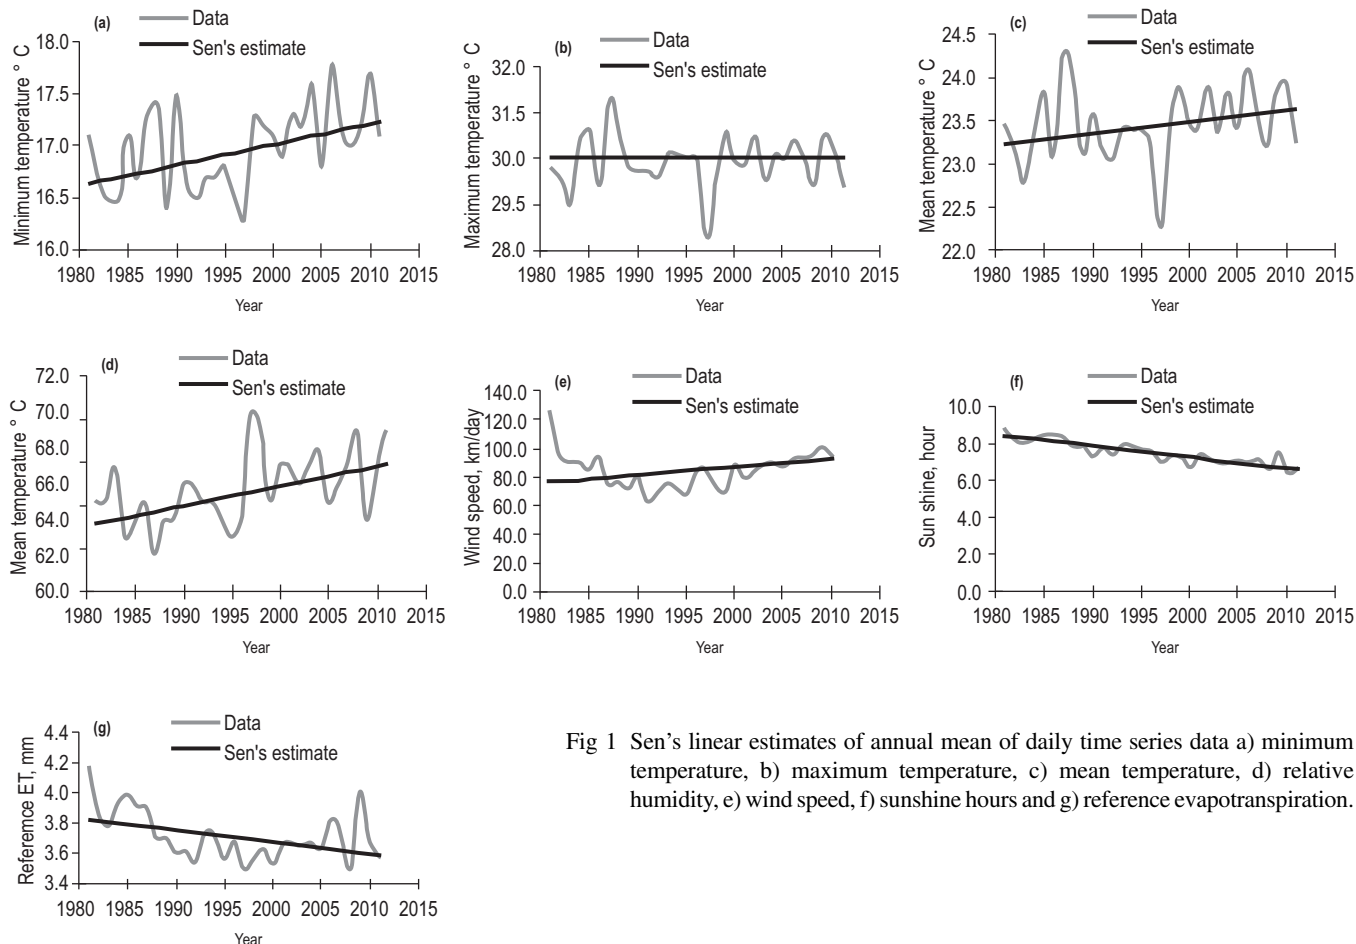 (a)
Data
Sen's estimate
18.0
17.5
17.0
16.5
16.0
Minimum temperature ° C
1980 1985 1990 1995 2000 2005 2010 2015
Year
(b)
Data
Sen's estimate
32.0
31.5
30.0
29.5
28.0
Maximum temperature ° C
1980 1985 1990 1995 2000 2005 2010 2015
Year
(c)
Data
Sen's estimate
24.5
24.0
23.5
23.0
22.5
22.0
Mean temperature ° C
1980 1985 1990 1995 2000 2005 2010 2015
Year
(d)
Data
Sen's estimate
72.0
70.0
68.0
66.0
64.0
62.0
60.0
Mean temperature ° C
1980 1985 1990 1995 2000 2005 2010 2015
Year
(e)
Data
Sen's estimate
140.0
120.0
100.0
80.0
60.0
40.0
20.0
0.0
Wind speed, km/day
1980 1985 1990 1995 2000 2005 2010 2015
Year
(f)
Data
Sen's estimate
10.0
8.0
6.0
4.0
2.0
0.0
Sun shine, hour
1980 1985 1990 1995 2000 2005 2010 2015
Year
(g)
Data
Sen's estimate
4.4
4.2
4.0
3.8
3.6
3.4
Reference ET, mm
1980 1985 1990 1995 2000 2005 2010 2015
Year
Fig 1 Sen's linear estimates of annual mean of daily time series data a) minimum
temperature, b) maximum temperature, c) mean temperature, d) relative
humidity, e) wind speed, f) sunshine hours and g) reference evapotranspiration.